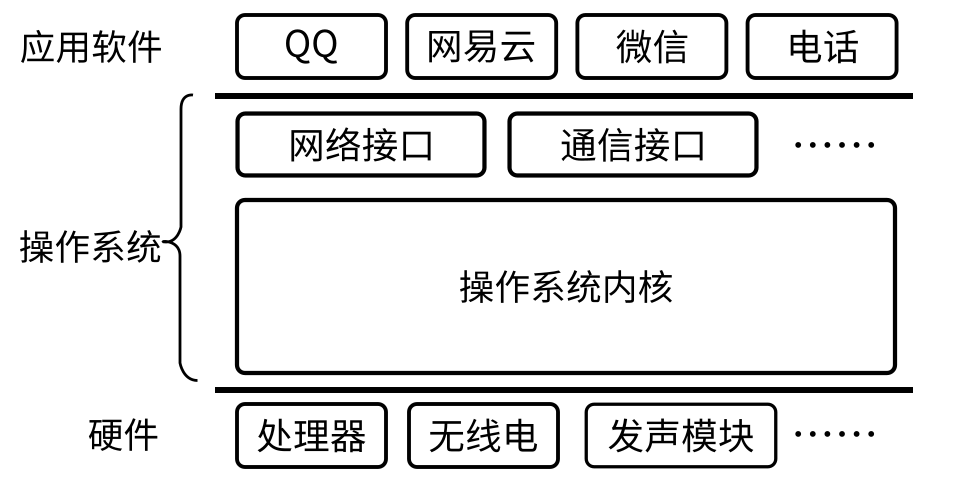 应用软件 QQ 网易云 微信 电话
网络接口 通信接口 ……
操作系统
操作系统内核
硬件 处理器 无线电 发声模块 ……